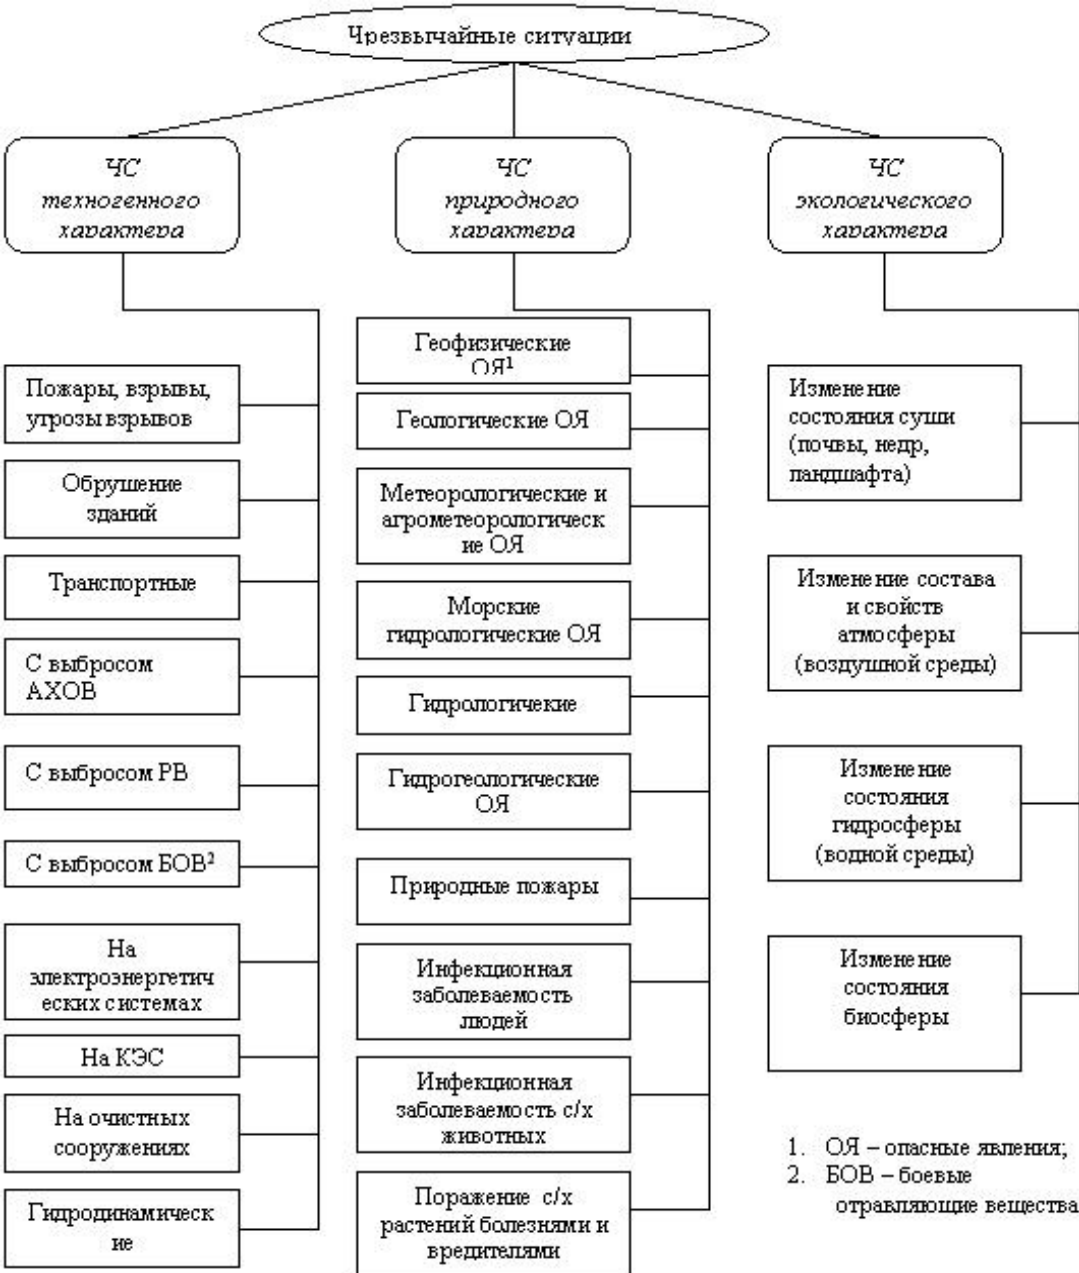 Чрезвычайные ситуации
ЧС
техногенного
характера
ЧС
природного
характера
ЧС
экологического
характера
Пожары, взрывы,
угрозы взрывов
Обрушение
зданий
Транспортные
С выбросом
АХОВ
С выбросом РВ
С выбросом БОВ²
На
электроэнергетич
еских системах
На КЭС
На очистных
сооружениях
Гидродинамическ
ие
Геофизические
ОЯ¹
Геологические ОЯ
Метеорологические и
агрометеорологическ
ие ОЯ
Морские
гидрологические ОЯ
Гидрологичекие
Гидрогеологические
ОЯ
Природные пожары
Инфекционная
заболеваемость
людей
Инфекционная
заболеваемость с/х
животных
Поражение с/х
растений болезнями и
вредителями
Изменение
состояния суши
(почвы, недр,
ландшафта)
Изменение состава
и свойств
атмосферы
(воздушной среды)
Изменение
состояния
гидросферы
(водной среды)
Изменение
состояния
биосферы
1. ОЯ – опасные явления;
2. БОВ – боевые
отравляющие вещества